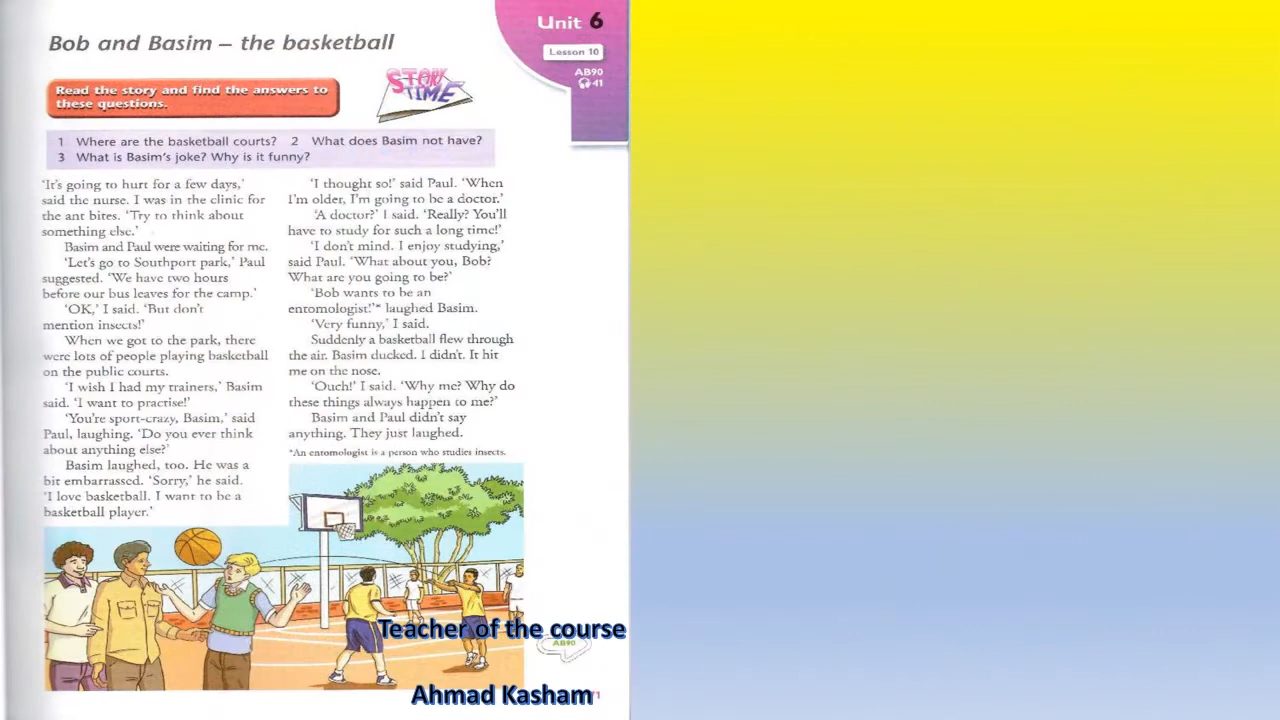 Bob and Basim – the basketball
Unit 6
Lesson 10
AB90
41
Read the story and find the answers to
these questions.
STORY
TIME
1 Where are the basketball courts? 2 What does Basim not have?
3 What is Basim's joke? Why is it funny?
'It's going to hurt for a few days,'
said the nurse. I was in the clinic for
the ant bites. 'Try to think about
something else.'
Basim and Paul were waiting for me.
'Let's go to Southport park,' Paul
suggested. 'We have two hours
before our bus leaves for the camp.'
'OK,' I said. 'But don't
mention insects!'
When we got to the park, there
were lots of people playing basketball
on the public courts.
'I wish I had my trainers,' Basim
said. 'I want to practise!'
'You're sport-crazy, Basim,' said
Paul, laughing. 'Do you ever think
about anything else?'
Basim laughed, too. He was a
bit embarrassed. 'Sorry,' he said.
'I love basketball. I want to be a
basketball player.'
'I thought so!' said Paul. 'When
I'm older, I'm going to be a doctor.'
'A doctor?' I said. 'Really? You'll
have to study for such a long time!'
'I don't mind. I enjoy studying,'
said Paul. 'What about you, Bob?
What are you going to be?'
'Bob wants to be an
entomologist!'* laughed Basim.
'Very funny,' I said.
Suddenly a basketball flew through
the air. Basim ducked. I didn't. It hit
me on the nose.
'Ouch!' I said. 'Why me? Why do
these things always happen to me?'
Basim and Paul didn't say
anything. They just laughed.
*An entomologist is a person who studies insects.
Teacher of the course
AB90
Ahmad Kasham